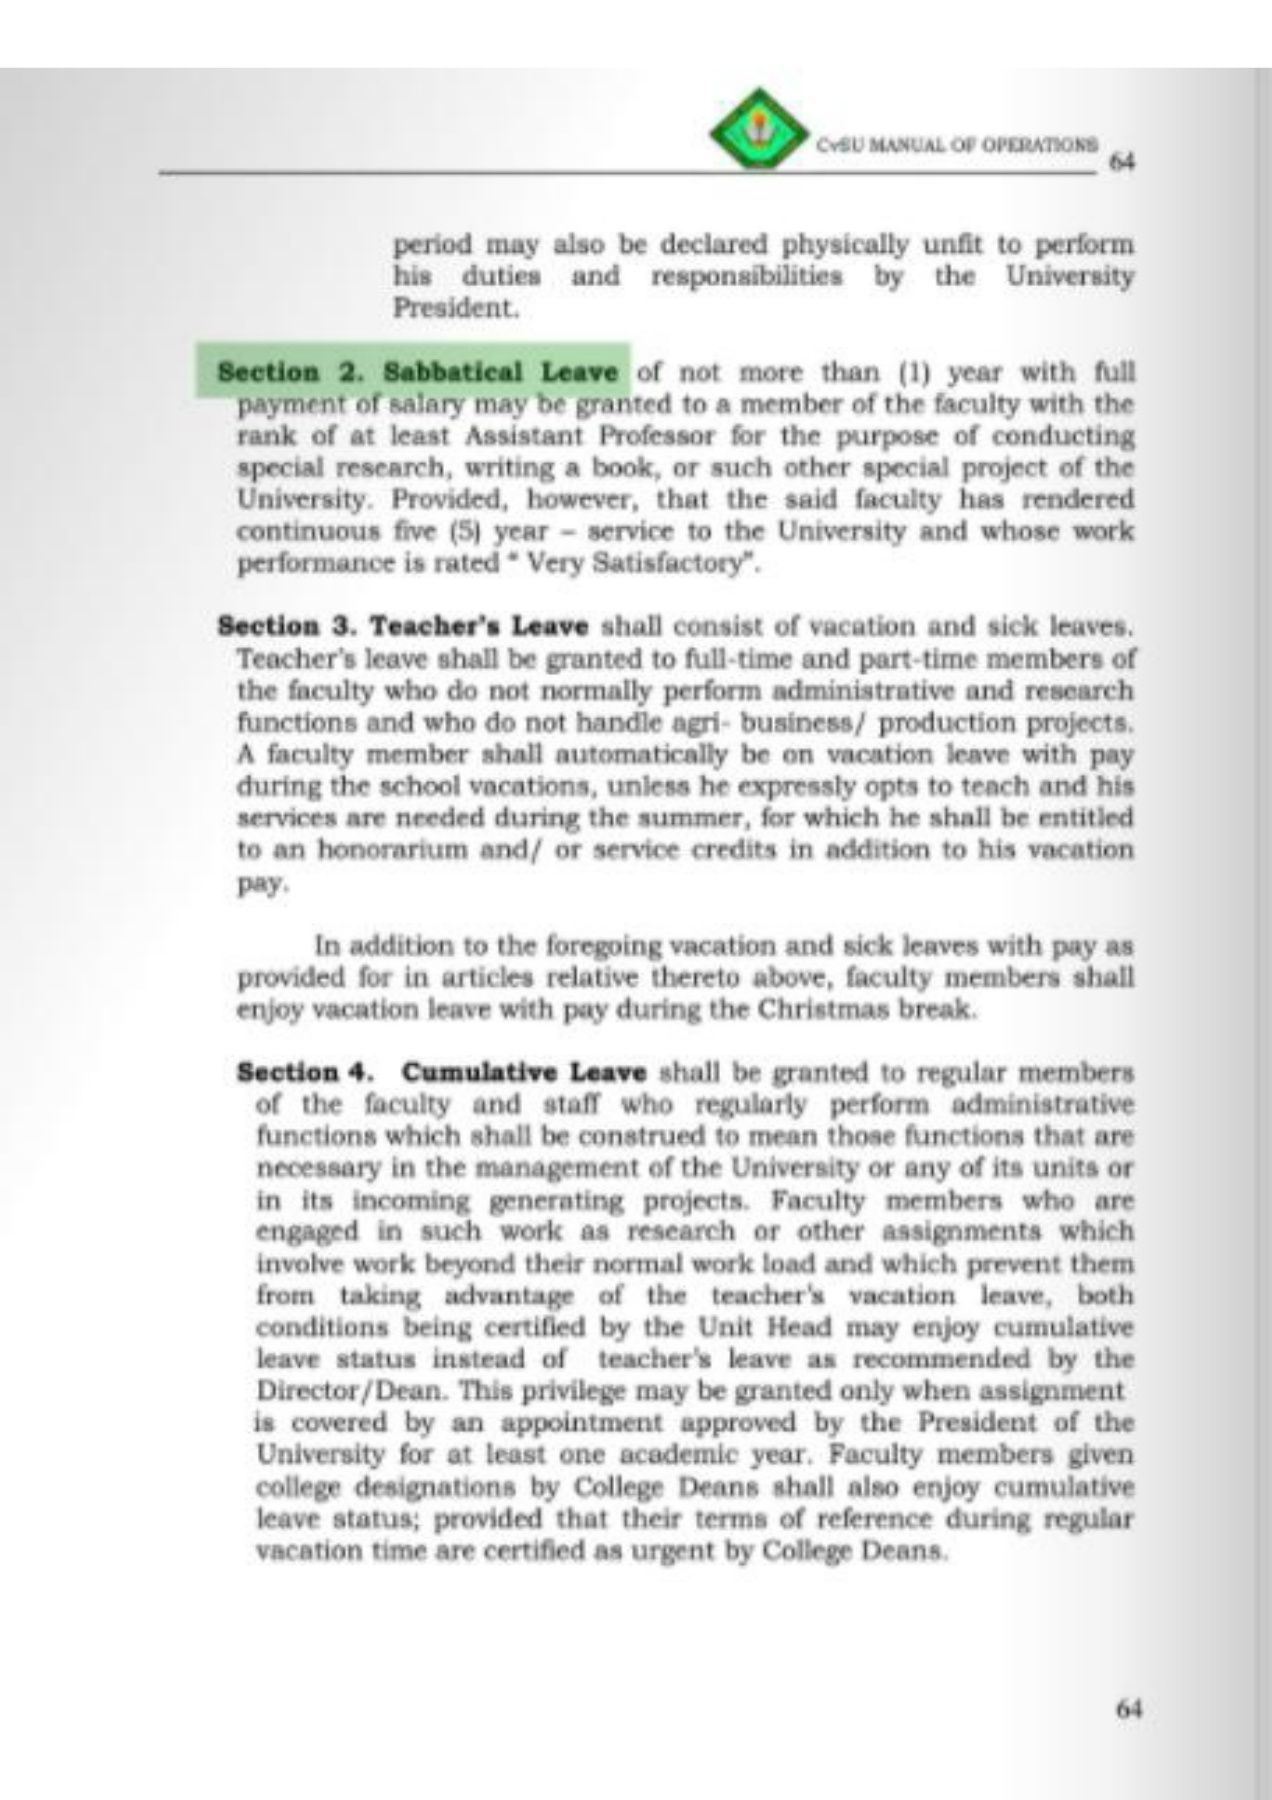 CvSU MANUAL OF OPERATIONS
64
period may also be declared physically unfit to perform
his duties and responsibilities by the University
President.
Section 2. Sabbatical Leave of not more than (1) year with full
payment of salary may be granted to a member of the faculty with the
rank of at least Assistant Professor for the purpose of conducting
special research, writing a book, or such other special project of the
University. Provided, however, that the said faculty has rendered
continuous five (5) year – service to the University and whose work
performance is rated “ Very Satisfactory”.
Section 3. Teacher's Leave shall consist of vacation and sick leaves.
Teacher's leave shall be granted to full-time and part-time members of
the faculty who do not normally perform administrative and research
functions and who do not handle agri- business/ production projects.
A faculty member shall automatically be on vacation leave with pay
during the school vacations, unless he expressly opts to teach and his
services are needed during the summer, for which he shall be entitled
to an honorarium and/ or service credits in addition to his vacation
pay.
In addition to the foregoing vacation and sick leaves with pay as
provided for in articles relative thereto above, faculty members shall
enjoy vacation leave with pay during the Christmas break.
Section 4. Cumulative Leave shall be granted to regular members
of the faculty and staff who regularly perform administrative
functions which shall be construed to mean those functions that are
necessary in the management of the University or any of its units or
in its incoming generating projects. Faculty members who are
engaged in such work as research or other assignments which
involve work beyond their normal work load and which prevent them
from taking advantage of the teacher's vacation leave, both
conditions being certified by the Unit Head may enjoy cumulative
leave status instead of teacher's leave as recommended by the
Director/Dean. This privilege may be granted only when assignment
is covered by an appointment approved by the President of the
University for at least one academic year. Faculty members given
college designations by College Deans shall also enjoy cumulative
leave status; provided that their terms of reference during regular
vacation time are certified as urgent by College Deans.
64